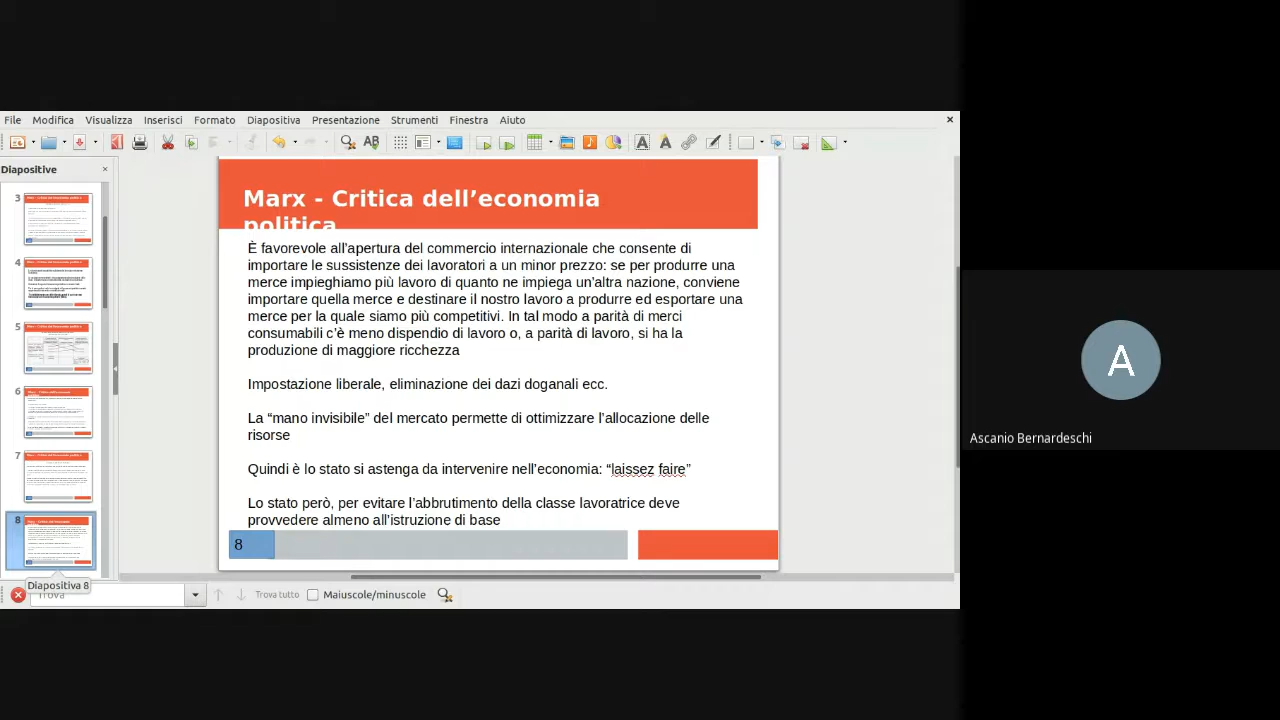 File Modifica Visualizza Inserisci Formato Diapositiva Presentazione Strumenti Finestra Aiuto
Diapositive
3
4
5
6
7
8
Diapositiva 8
Marx - Critica dell’economia
politica
È favorevole all’apertura del commercio internazionale che consente di
importare le sussistenze dei lavoratori a un minor prezzo: se per produrre una
merce impieghiamo più lavoro di quanto ne impiega un’altra nazione, conviene
importare quella merce e destinare il nostro lavoro a produrre ed esportare una
merce per la quale siamo più competitivi. In tal modo a parità di merci
consumabili c’è meno dispendio di lavoro o, a parità di lavoro, si ha la
produzione di maggiore ricchezza
Impostazione liberale, eliminazione dei dazi doganali ecc.
La “mano invisibile” del mercato permette di ottimizzare l’allocazione delle
risorse
Quindi è lo stato si astenga da intervenire nell’economia: “laissez faire”
Lo stato però, per evitare l’abbrutimento della classe lavoratrice deve
provvedere almeno all’istruzione di base
8
Trova
Trova tutto
Maiuscole/minuscole
A
Ascanio Bernardeschi